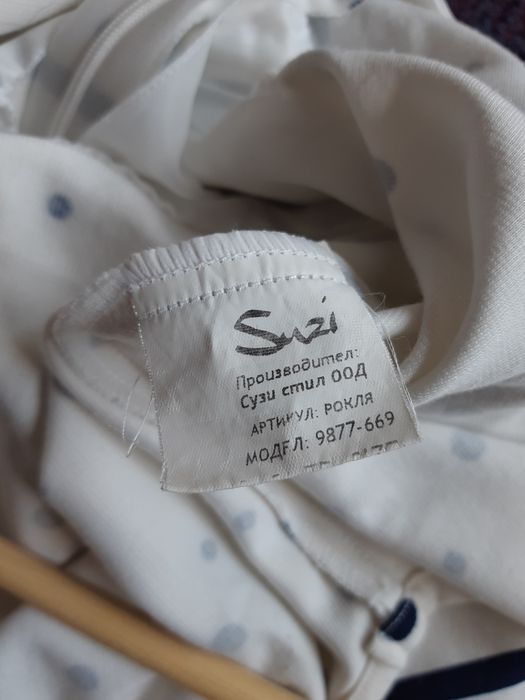 Suzi
Производител:
Сузи стил ООД
АРТИКУЛ: РОКЛЯ
МОДЕЛ: 9877-669